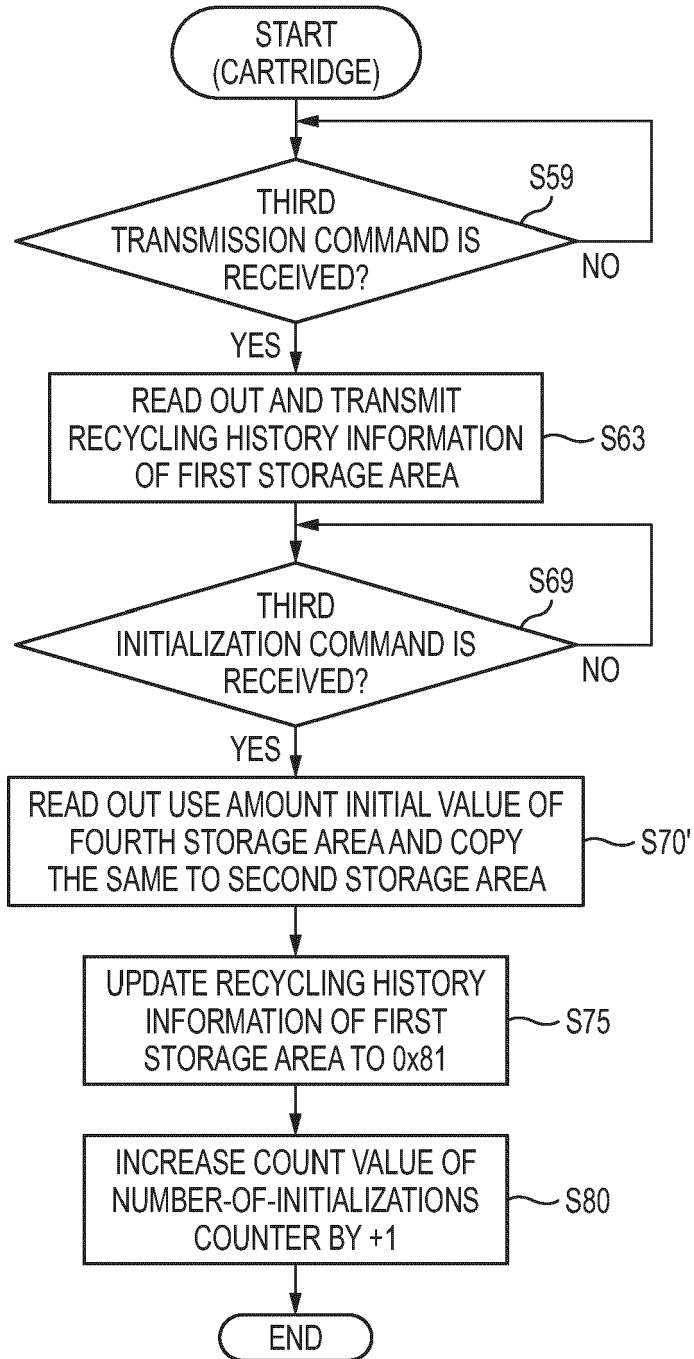 START
(CARTRIDGE)
S59
THIRD
TRANSMISSION COMMAND IS
RECEIVED?
NO
YES
READ OUT AND TRANSMIT
RECYCLING HISTORY INFORMATION
OF FIRST STORAGE AREA
S63
S69
THIRD
INITIALIZATION COMMAND IS
RECEIVED?
NO
YES
READ OUT USE AMOUNT INITIAL VALUE OF
FOURTH STORAGE AREA AND COPY
THE SAME TO SECOND STORAGE AREA
S70'
UPDATE RECYCLING HISTORY
INFORMATION OF FIRST
STORAGE AREA TO 0x81
S75
INCREASE COUNT VALUE OF
NUMBER-OF-INITIALIZATIONS
COUNTER BY +1
S80
END